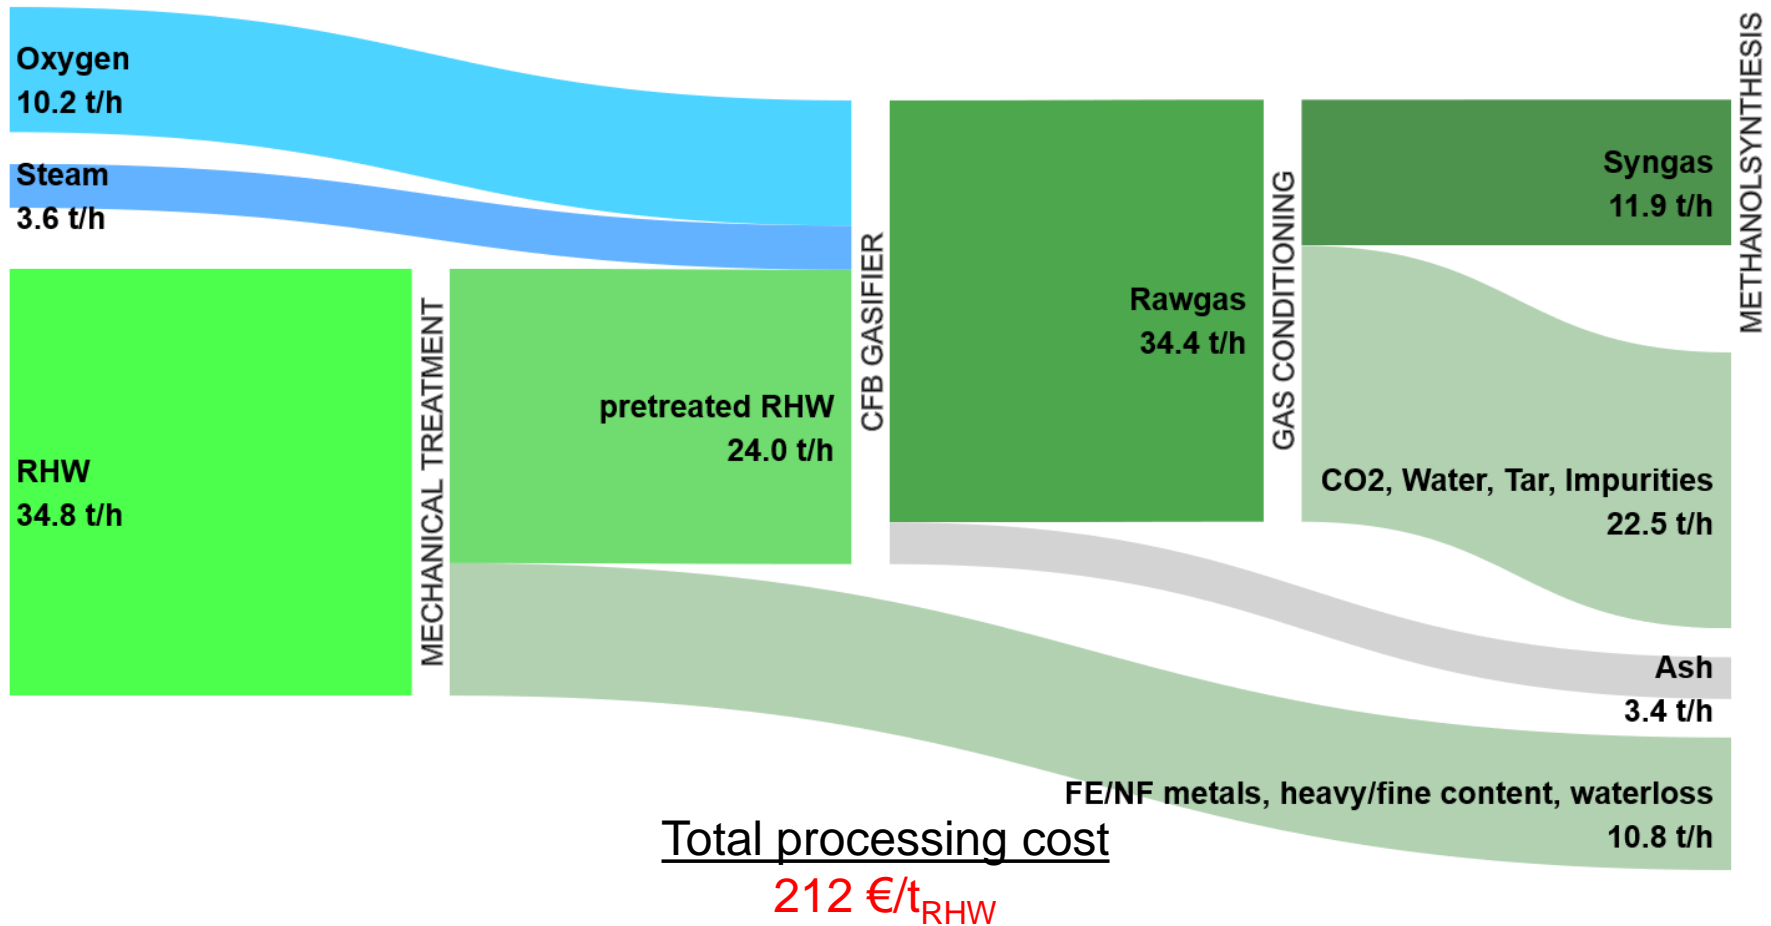 Oxygen
10.2 t/h
Steam
3.6 t/h
RHW
34.8 t/h
MECHANICAL TREATMENT
pretreated RHW
24.0 t/h
CFB GASIFIER
Rawgas
34.4 t/h
GAS CONDITIONING
Syngas
11.9 t/h
METHANOLSYNTHESIS
CO2, Water, Tar, Impurities
22.5 t/h
Ash
3.4 t/h
FE/NF metals, heavy/fine content, waterloss
10.8 t/h
Total processing cost
212 €/tRHW